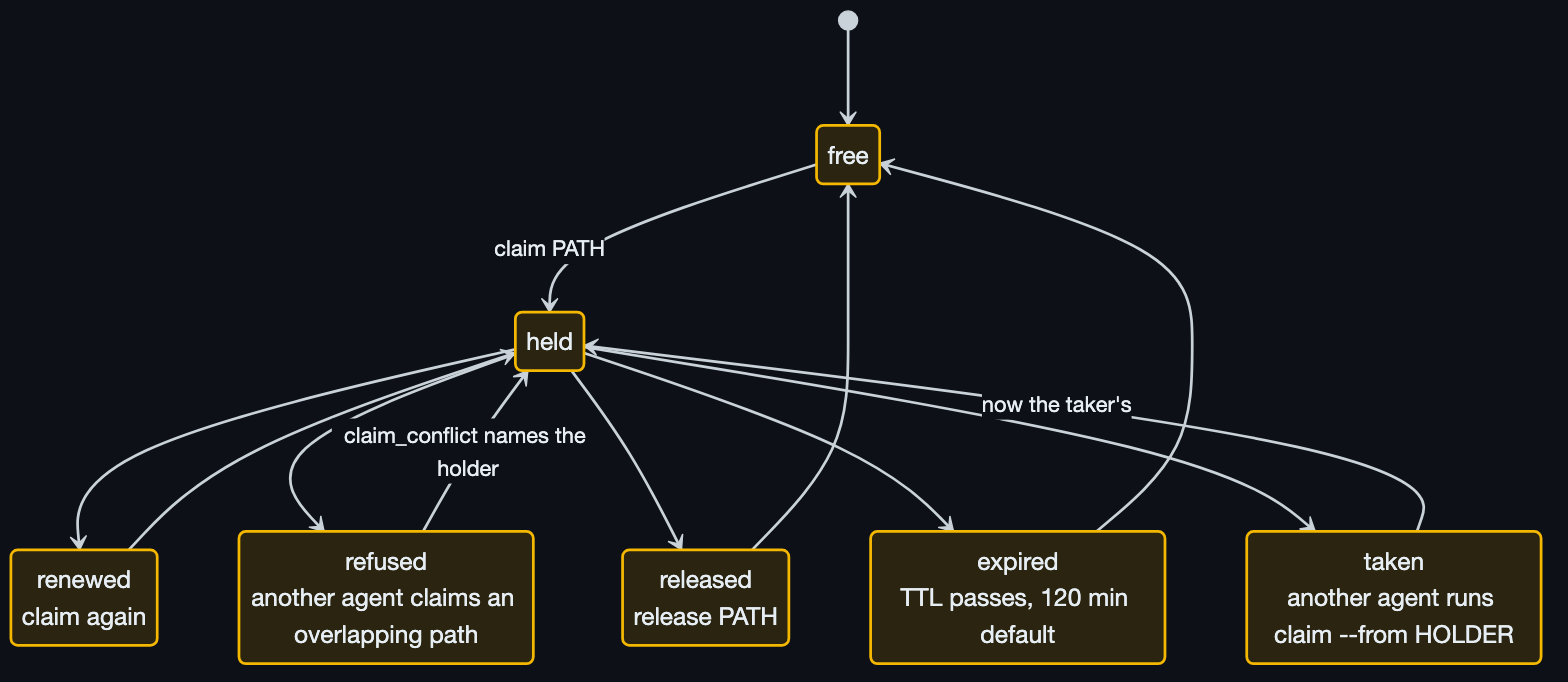 free
claim PATH
held
now the taker's
claim_conflict names the
holder
renewed
claim again
refused
another agent claims an
overlapping path
released
release PATH
expired
TTL passes, 120 min
default
taken
another agent runs
claim --from HOLDER